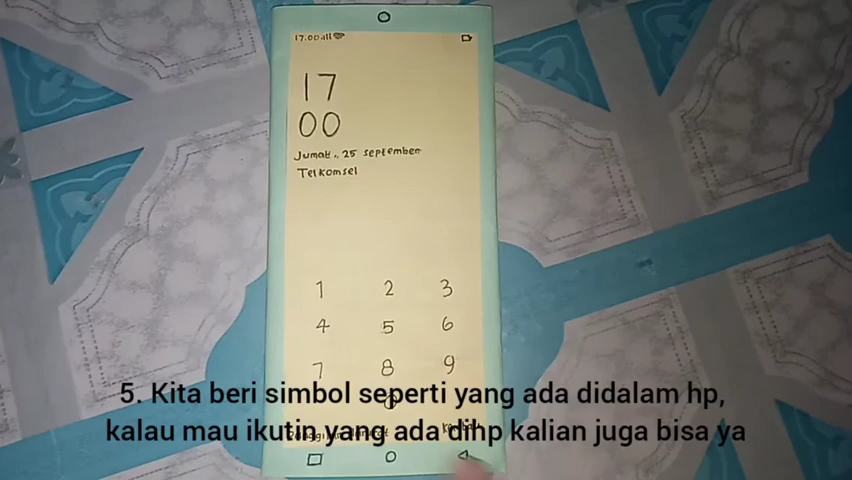 17.00
17
00
Jumat, 25 september
Telkomsel
1 2 3
4 5 6
7 8 9
5. Kita beri simbol seperti yang ada didalam hp,
kalau mau ikutin yang ada dihp kalian juga bisa ya